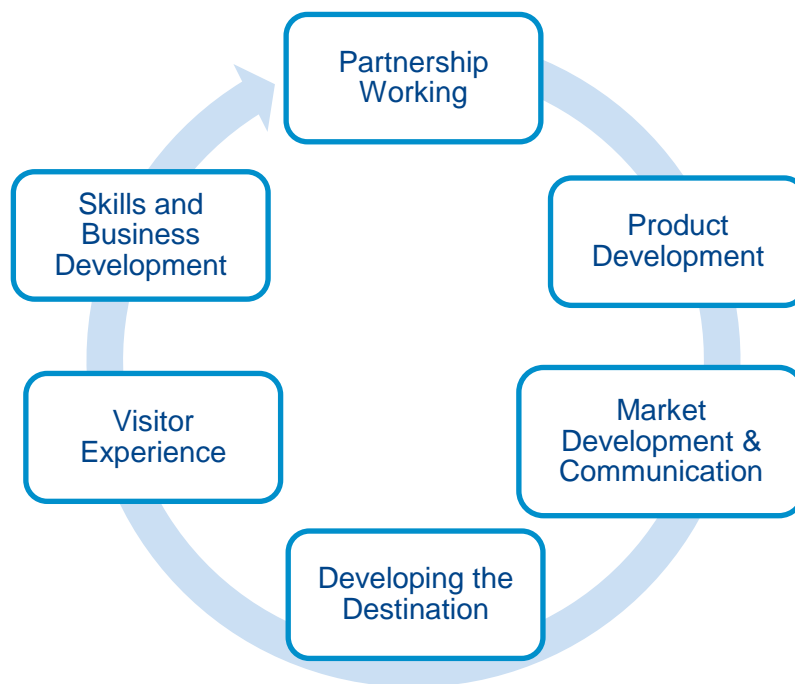 Partnership
Working
Product
Development
Market
Development &
Communication
Developing the
Destination
Visitor
Experience
Skills and
Business
Development